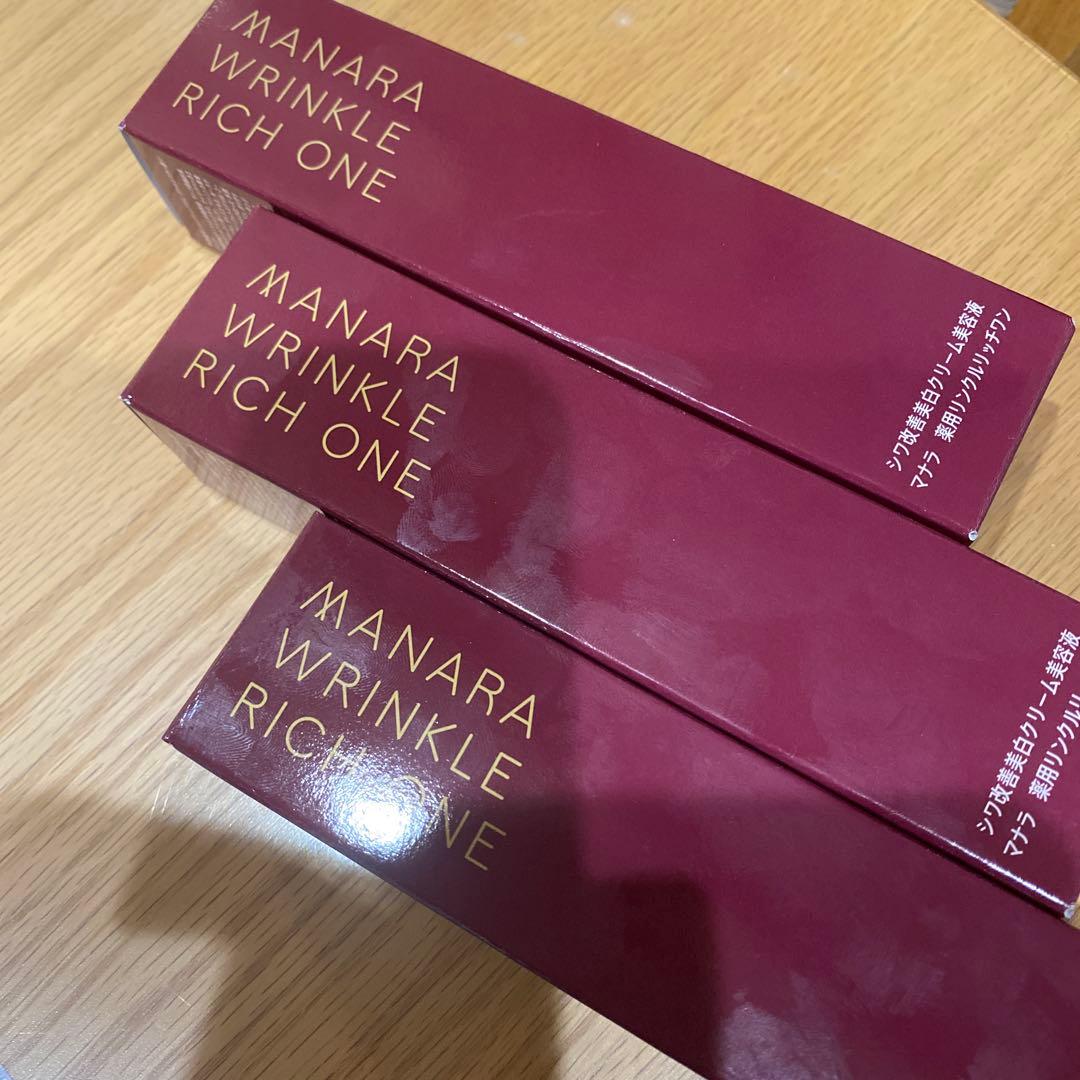 MANARA
WRINKLE
RICH ONE
シワ改善美白クリーム美容液
マナラ 薬用リンクルリッチワン
MANARA
WRINKLE
RICH ONE
シワ改善美白クリーム美容液
マナラ 薬用リンクルリ
MANARA
WRINKLE
RICH ONE